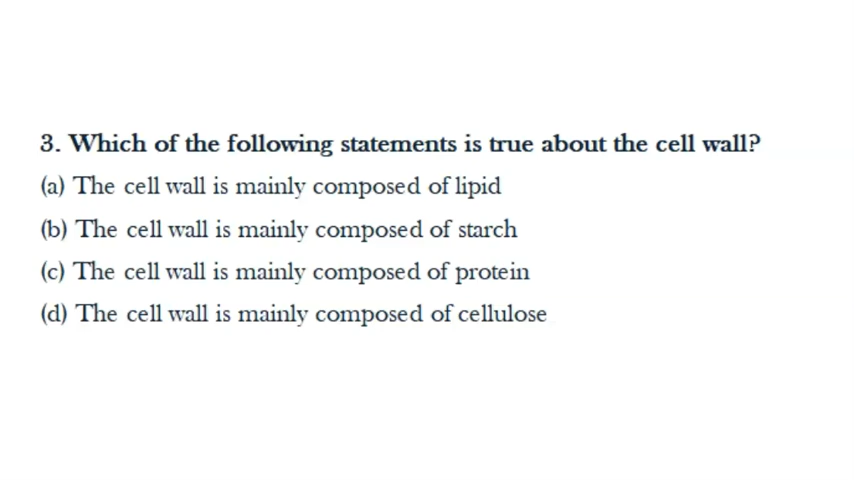 3. Which of the following statements is true about the cell wall?
(a) The cell wall is mainly composed of lipid
(b) The cell wall is mainly composed of starch
(c) The cell wall is mainly composed of protein
(d) The cell wall is mainly composed of cellulose